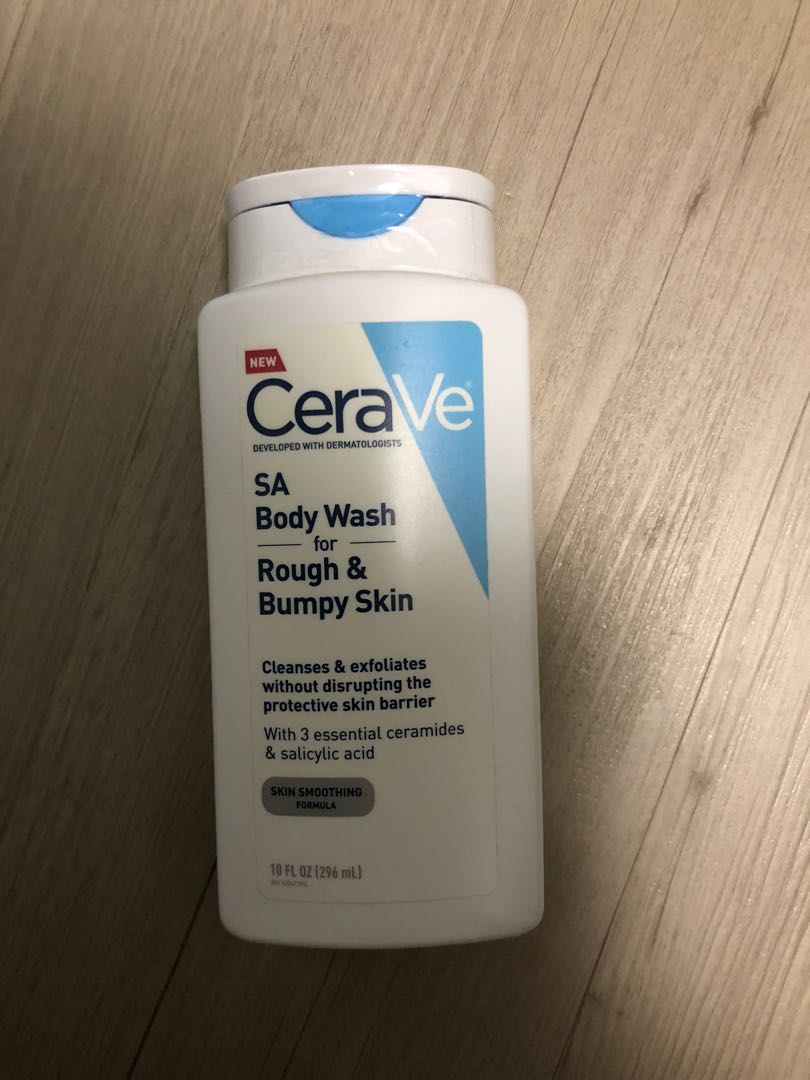 NEW
CeraVe®
DEVELOPED WITH DERMATOLOGISTS
SA
Body Wash
for
Rough &
Bumpy Skin
Cleanses & exfoliates
without disrupting the
protective skin barrier
With 3 essential ceramides
& salicylic acid
SKIN SMOOTHING
FORMULA
10 FL OZ (296 mL)